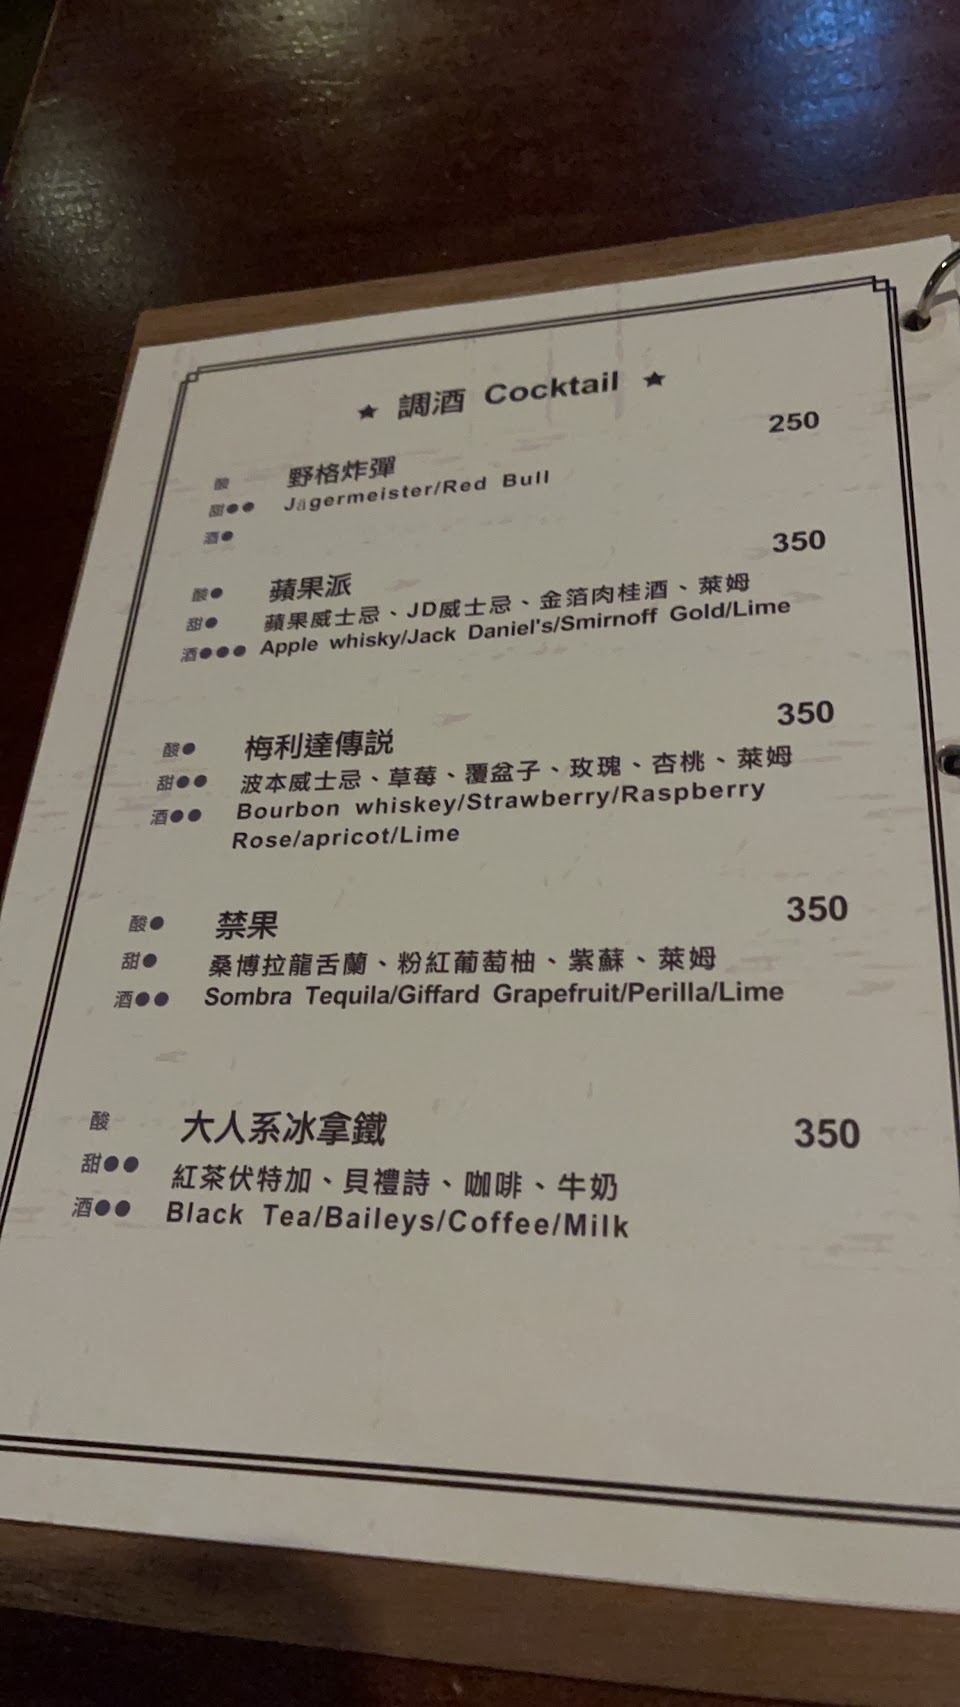 ★ 調酒 Cocktail ★
250
酸 野格炸彈
甜●● Jägermeister/Red Bull
酒●
350
酸● 蘋果派
甜● 蘋果威士忌、JD威士忌、金箔肉桂酒、萊姆
酒●●● Apple whisky/Jack Daniel's/Smirnoff Gold/Lime
350
酸● 梅利達傳説
甜●● 波本威士忌、草莓、覆盆子、玫瑰、杏桃、萊姆
酒●● Bourbon whiskey/Strawberry/Raspberry
Rose/apricot/Lime
350
酸● 禁果
甜● 桑博拉龍舌蘭、粉紅葡萄柚、紫蘇、萊姆
酒●● Sombra Tequila/Giffard Grapefruit/Perilla/Lime
酸 大人系冰拿鐵 350
甜●● 紅茶伏特加、貝禮詩、咖啡、牛奶
酒●● Black Tea/Baileys/Coffee/Milk